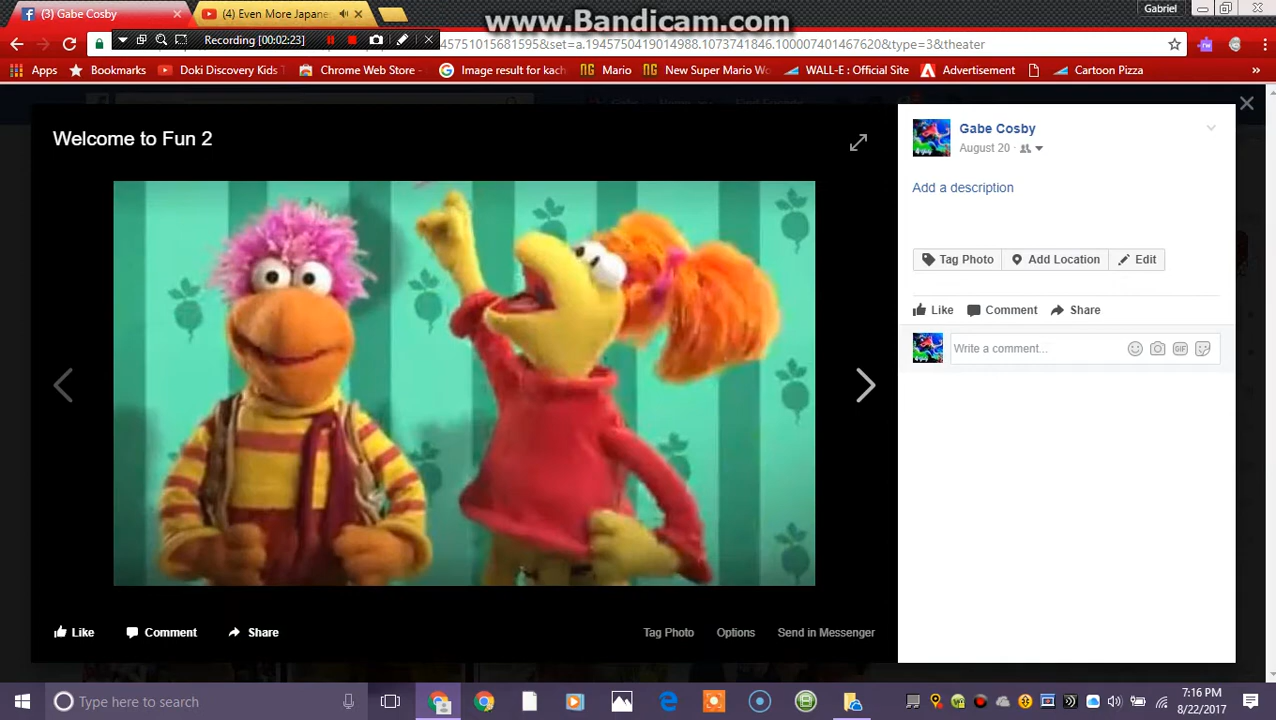 (3) Gabe Cosby
(4) Even More Japane
www.Bandicam.com
Gabriel
Recording [00:02:23]
4575101568159​5&set=a.1945750419014988.1073741846.100007401467620&type=3&theater
Apps
Bookmarks
Doki Discovery Kids
Chrome Web Store -
Image result for kach
Mario
New Super Mario Wo
WALL-E : Official Site
Advertisement
Cartoon Pizza
Welcome to Fun 2
Gabe Cosby
August 20
Add a description
Tag Photo
Add Location
Edit
Like
Comment
Share
Write a comment...
GIF
Like
Comment
Share
Tag Photo
Options
Send in Messenger
Type here to search
7:16 PM
8/22/2017